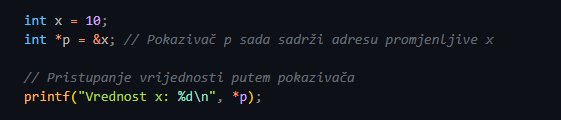 int x = 10;
int *p = &x; // Pokazivač p sada sadrži adresu promjenljive x
// Pristupanje vrijednosti putem pokazivača
printf("Vrednost x: %d\n", *p);